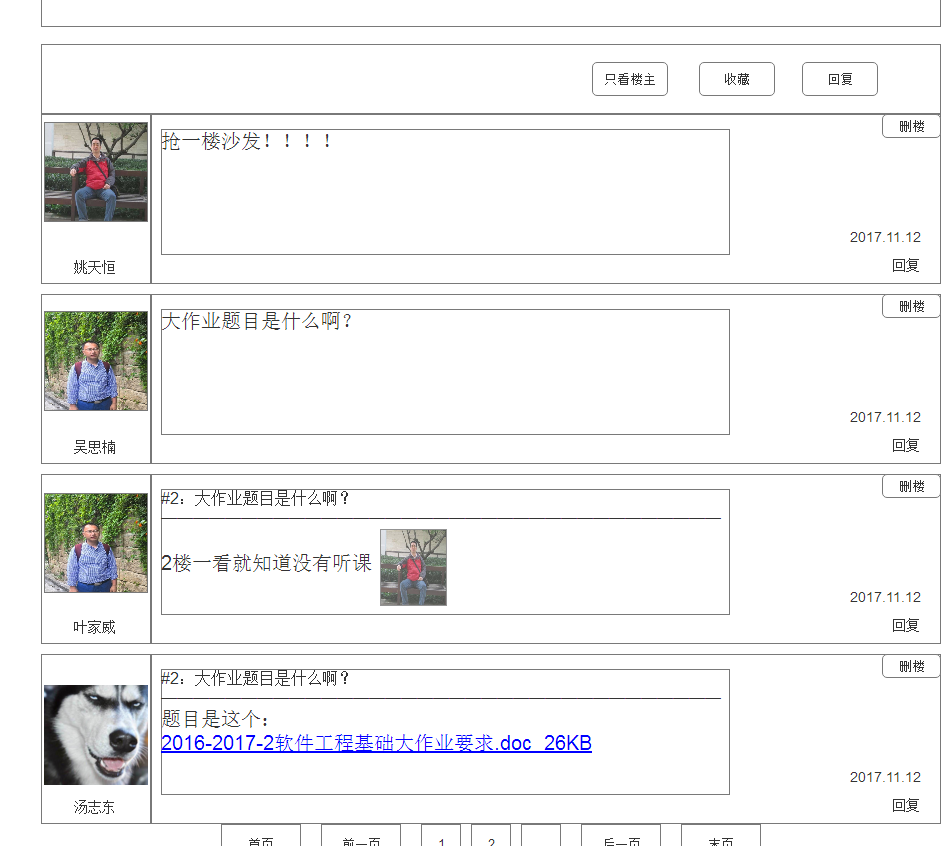 只看楼主
收藏
回复
删楼
抢一楼沙发！！！！
2017.11.12
回复
姚天恒
删楼
大作业题目是什么啊？
2017.11.12
回复
吴思楠
删楼
#2：大作业题目是什么啊？
2楼一看就知道没有听课
2017.11.12
回复
叶家威
删楼
#2：大作业题目是什么啊？
题目是这个：
2016-2017-2软件工程基础大作业要求.doc_26KB
2017.11.12
回复
汤志东
首页
前一页
1
2
后一页
末页